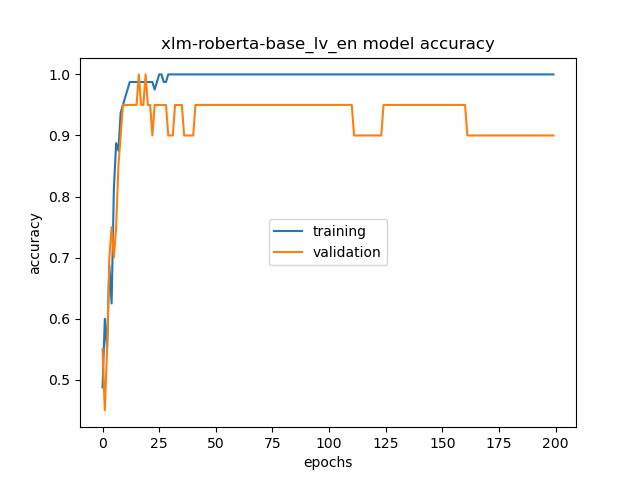 xlm-roberta-base_lv_en model accuracy
1.0
0.9
0.8
0.7
0.6
0.5
accuracy
training
validation
0 25 50 75 100 125 150 175 200
epochs